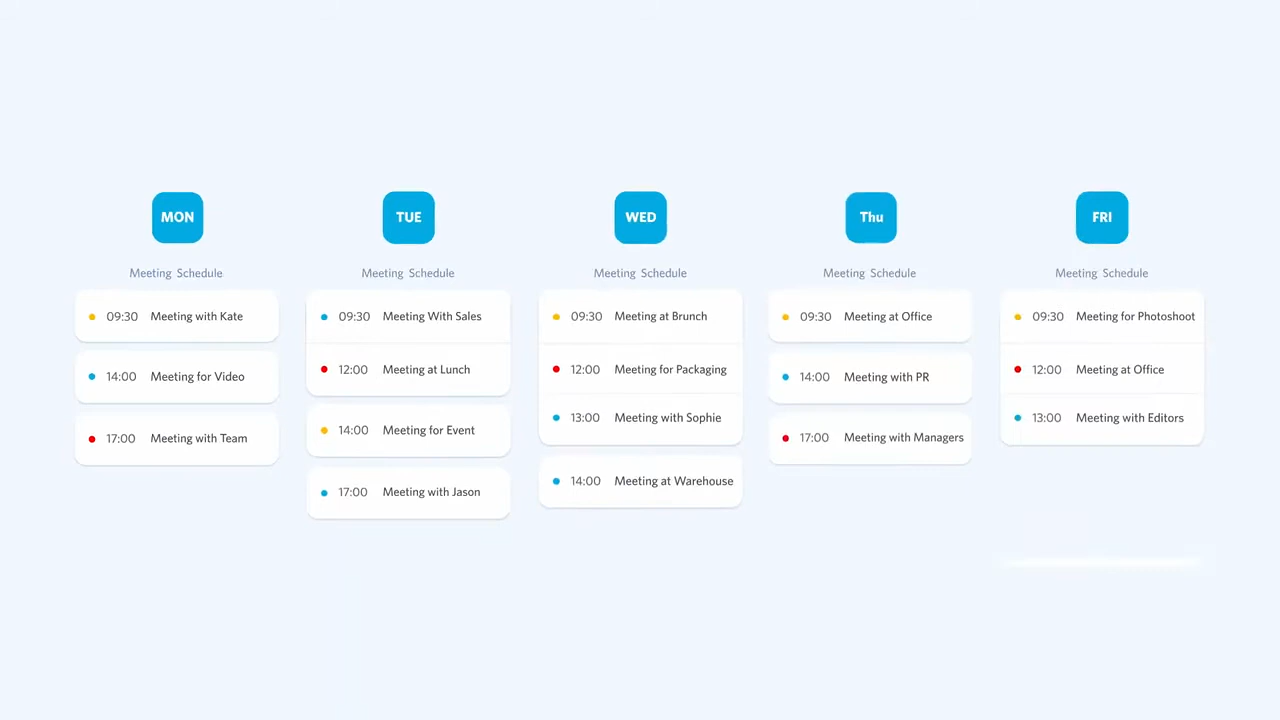 MON
Meeting Schedule
09:30 Meeting with Kate
14:00 Meeting for Video
17:00 Meeting with Team
TUE
Meeting Schedule
09:30 Meeting With Sales
12:00 Meeting at Lunch
14:00 Meeting for Event
17:00 Meeting with Jason
WED
Meeting Schedule
09:30 Meeting at Brunch
12:00 Meeting for Packaging
13:00 Meeting with Sophie
14:00 Meeting at Warehouse
Thu
Meeting Schedule
09:30 Meeting at Office
14:00 Meeting with PR
17:00 Meeting with Managers
FRI
Meeting Schedule
09:30 Meeting for Photoshoot
12:00 Meeting at Office
13:00 Meeting with Editors